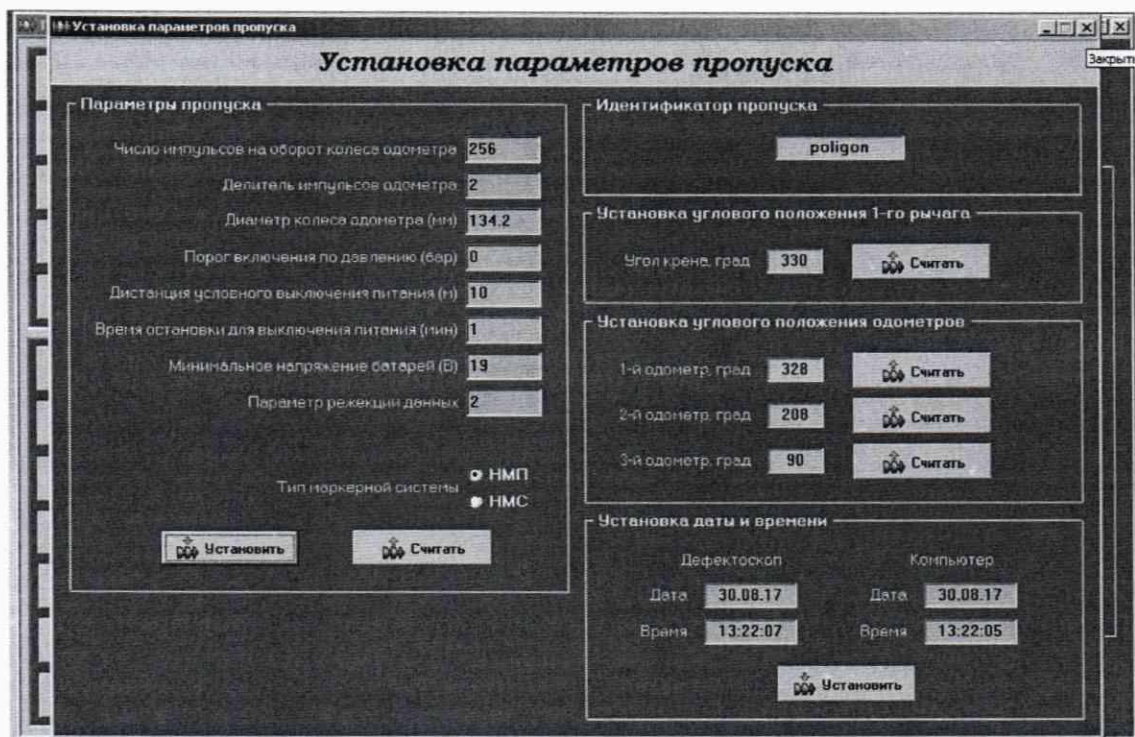 Установка параметров пропуска
Закрыть
Установка параметров пропуска
Параметры пропуска
Число импульсов на оборот колеса одометра 256
Делитель импульсов одометра 2
Диаметр колеса одометра (мм) 134.2
Порог включения по давлению (бар) 0
Дистанция условного выключения питания (м) 10
Время остановки для выключения питания (мин) 1
Минимальное напряжение батарей (В) 19
Параметр режекции данных 2
Тип маркерной системы
НМП
НМС
Установить
Считать
Идентификатор пропуска
poligon
Установка углового положения 1-го рычага
Угол крена, град 330 Считать
Установка углового положения одометров
1-й одометр, град 328 Считать
2-й одометр, град 208 Считать
3-й одометр, град 90 Считать
Установка даты и времени
Дефектоскоп Компьютер
Дата 30.08.17 Дата 30.08.17
Время 13:22:07 Время 13:22:05
Установить